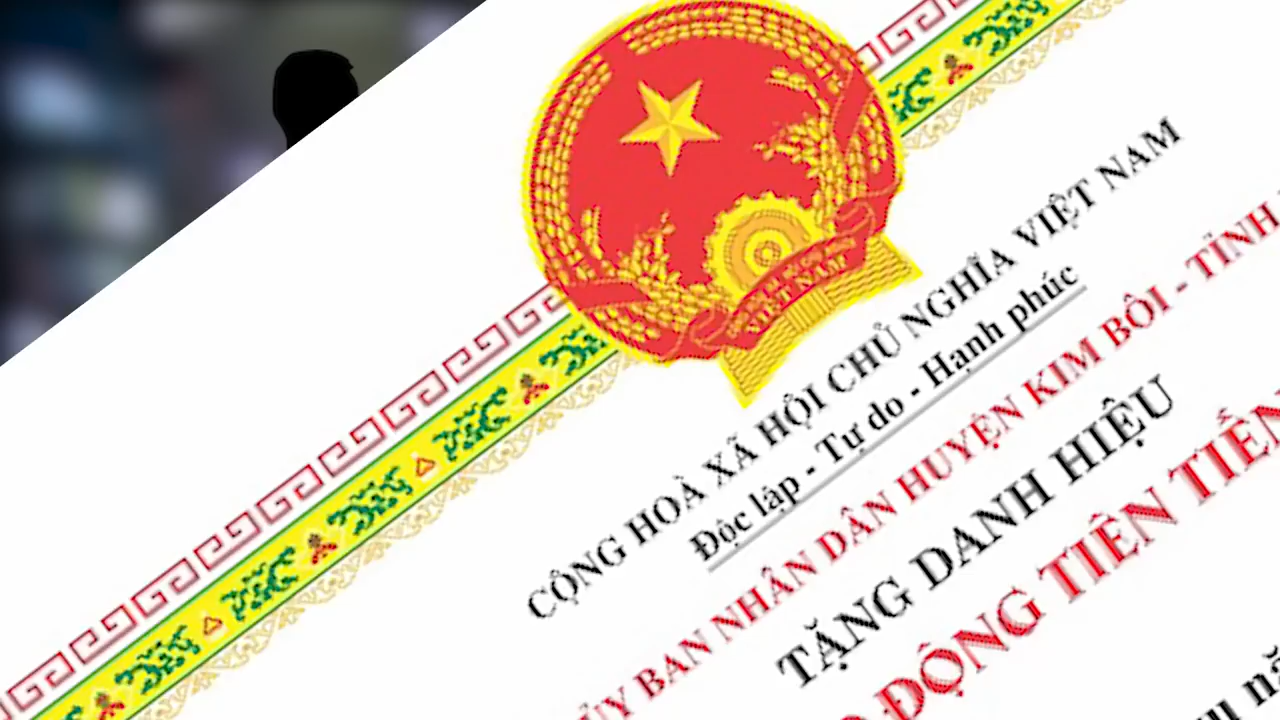 CỘNG HOÀ XÃ HỘI CHỦ NGHĨA VIỆT NAM
Độc lập - Tự do - Hạnh phúc
ỦY BAN NHÂN DÂN HUYỆN KIM BÔI - TỈNH
TẶNG DANH HIỆU
ĐỘNG TIÊN TIẾN